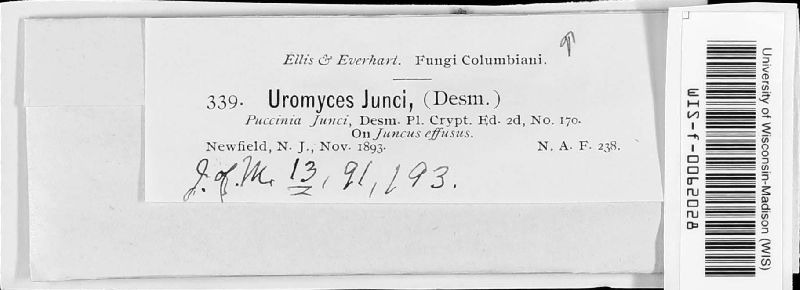 Ellis & Everhart. Fungi Columbiani.
339. Uromyces Junci, (Desm.)
Puccinia Junci, Desm. Pl. Crypt. Ed. 2d, No. 170.
On Juncus effusus.
Newfield, N. J., Nov. 1893. N. A. F. 238.
J. of M. 13, 91, 193.
University of Wisconsin-Madison (WIS)
WIS-f-0062028